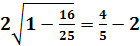 2√(1 − 16/25) = 4/5 − 2